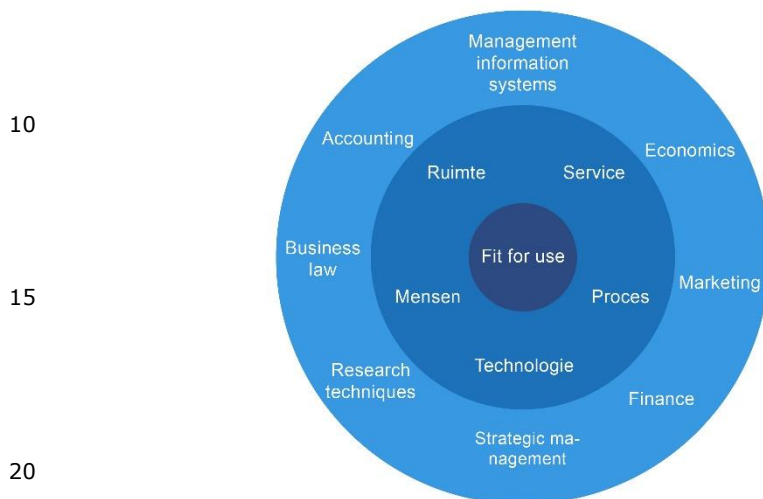 Management
information
systems
10
Accounting
Economics
Ruimte
Service
Business
law
Fit for use
Mensen
Proces
Marketing
15
Technologie
Research
techniques
Finance
Strategic ma-
nagement
20